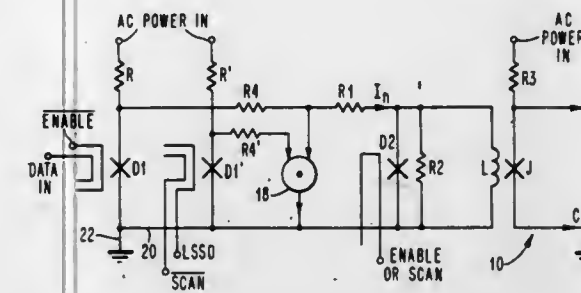 AC POWER IN
AC
POWER
IN
R
R'
R4
R1
In
R3
ENABLE
R4'
DATA
IN
D1
D1'
D2
R2
L
J
18
22
20
LSSD
SCAN
ENABLE
OR SCAN
10
C